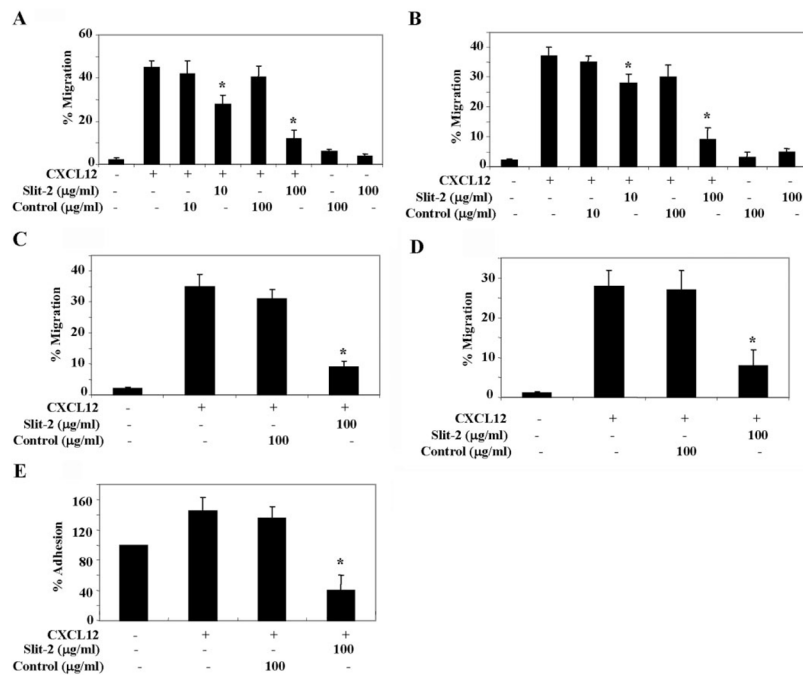 A
% Migration
60
40
20
0
* *
CXCL12 - + + + + + - -
Slit-2 (μg/ml) - - - 10 - 100 - 100
Control (μg/ml) - - 10 - 100 - 100 -
B
% Migration
40
30
20
10
0
* *
CXCL12 - + + + + + - -
Slit-2 (μg/ml) - - - 10 - 100 - 100
Control (μg/ml) - - 10 - 100 - 100 -
C
% Migration
40
30
20
10
0
*
CXCL12 - + + +
Slit-2 (μg/ml) - - - 100
Control (μg/ml) - - 100 -
D
% Migration
30
20
10
0
*
CXCL12 - + + +
Slit-2 (μg/ml) - - - 100
Control (μg/ml) - - 100 -
E
% Adhesion
160
120
80
40
0
*
CXCL12 - + + +
Slit-2 (μg/ml) - - - 100
Control (μg/ml) - - 100 -